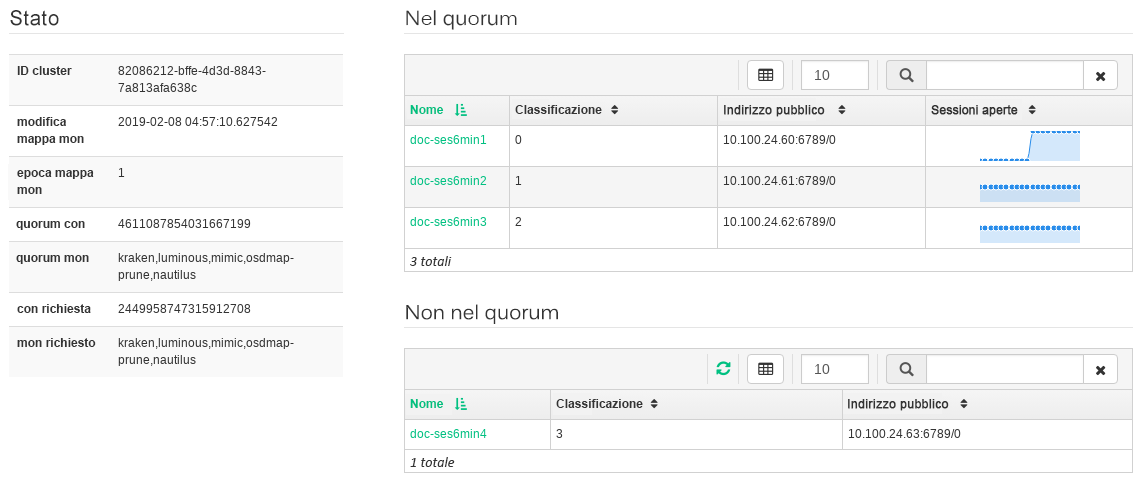 Stato
ID cluster 82086212-bffe-4d3d-8843-
7a813afa638c
modifica 2019-02-08 04:57:10.627542
mappa mon
epoca mappa 1
mon
quorum con 4611087854031667199
quorum mon kraken,luminous,mimic,osdmap-
prune,nautilus
con richiesta 2449958747315912708
mon richiesto kraken,luminous,mimic,osdmap-
prune,nautilus
Nel quorum
10
Nome Classificazione Indirizzo pubblico Sessioni aperte
doc-ses6min1 0 10.100.24.60:6789/0
doc-ses6min2 1 10.100.24.61:6789/0
doc-ses6min3 2 10.100.24.62:6789/0
3 totali
Non nel quorum
10
Nome Classificazione Indirizzo pubblico
doc-ses6min4 3 10.100.24.63:6789/0
1 totale